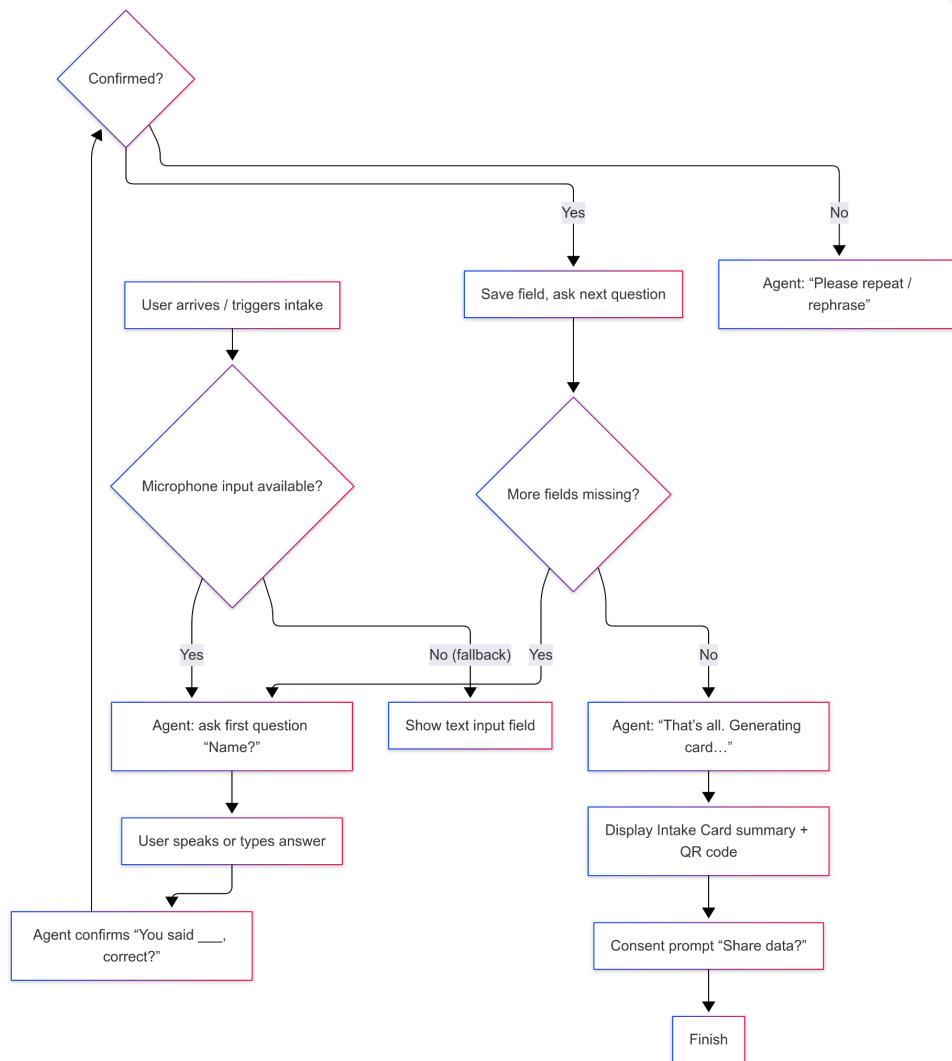 Confirmed?
Yes
No
User arrives / triggers intake
Save field, ask next question
Agent: “Please repeat /
rephrase”
Microphone input available?
More fields missing?
Yes
No (fallback)
Yes
No
Agent: ask first question
“Name?”
Show text input field
Agent: “That’s all. Generating
card…”
User speaks or types answer
Display Intake Card summary +
QR code
Agent confirms “You said ___,
correct?”
Consent prompt “Share data?”
Finish